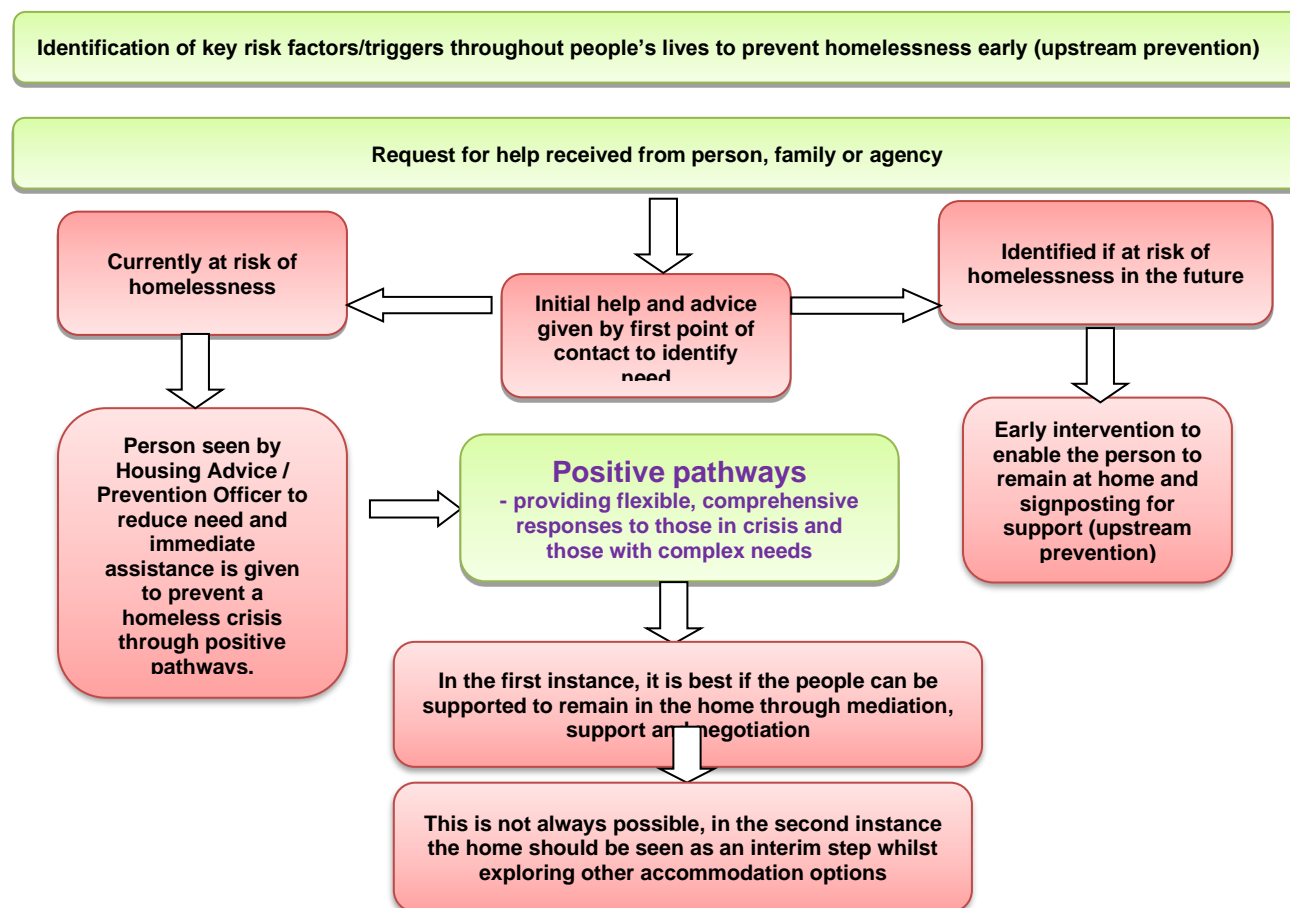 Identification of key risk factors/triggers throughout people's lives to prevent homelessness early (upstream prevention)
Request for help received from person, family or agency
Currently at risk of
homelessness
Initial help and advice
given by first point of
contact to identify
need
Identified if at risk of
homelessness in the future
Person seen by
Housing Advice /
Prevention Officer to
reduce need and
immediate
assistance is given
to prevent a
homeless crisis
through positive
pathways.
Positive pathways
- providing flexible, comprehensive
responses to those in crisis and
those with complex needs
Early intervention to
enable the person to
remain at home and
signposting for
support (upstream
prevention)
In the first instance, it is best if the people can be
supported to remain in the home through mediation,
support and negotiation
This is not always possible, in the second instance
the home should be seen as an interim step whilst
exploring other accommodation options